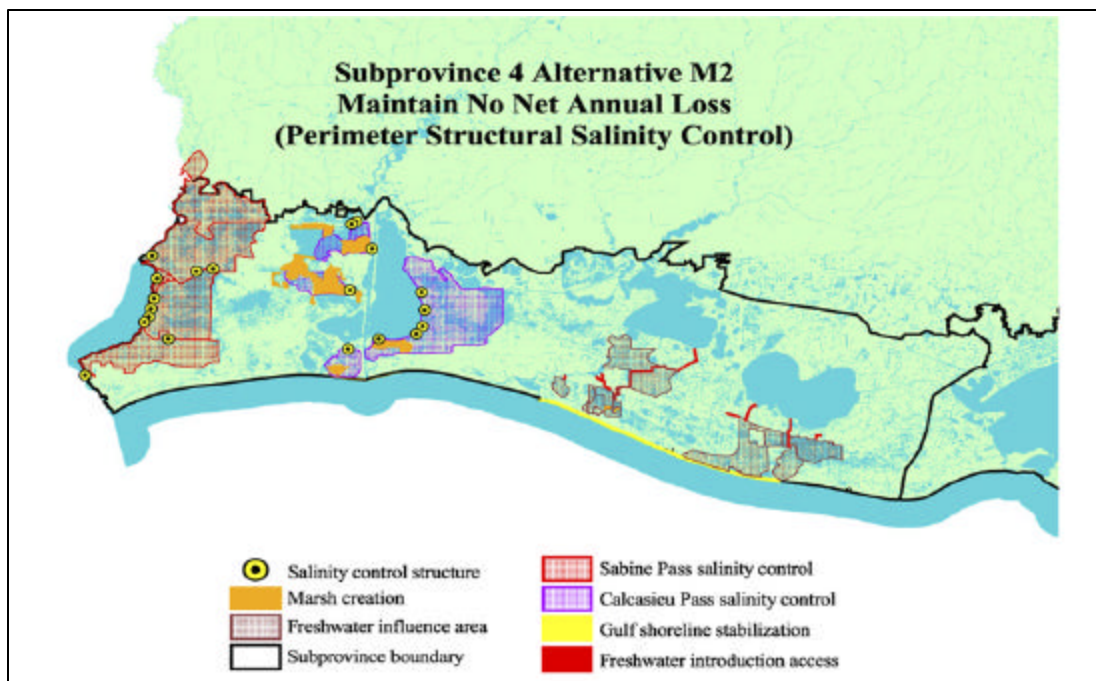 Subprovince 4 Alternative M2
Maintain No Net Annual Loss
(Perimeter Structural Salinity Control)
Salinity control structure
Marsh creation
Freshwater influence area
Subprovince boundary
Sabine Pass salinity control
Calcasieu Pass salinity control
Gulf shoreline stabilization
Freshwater introduction access